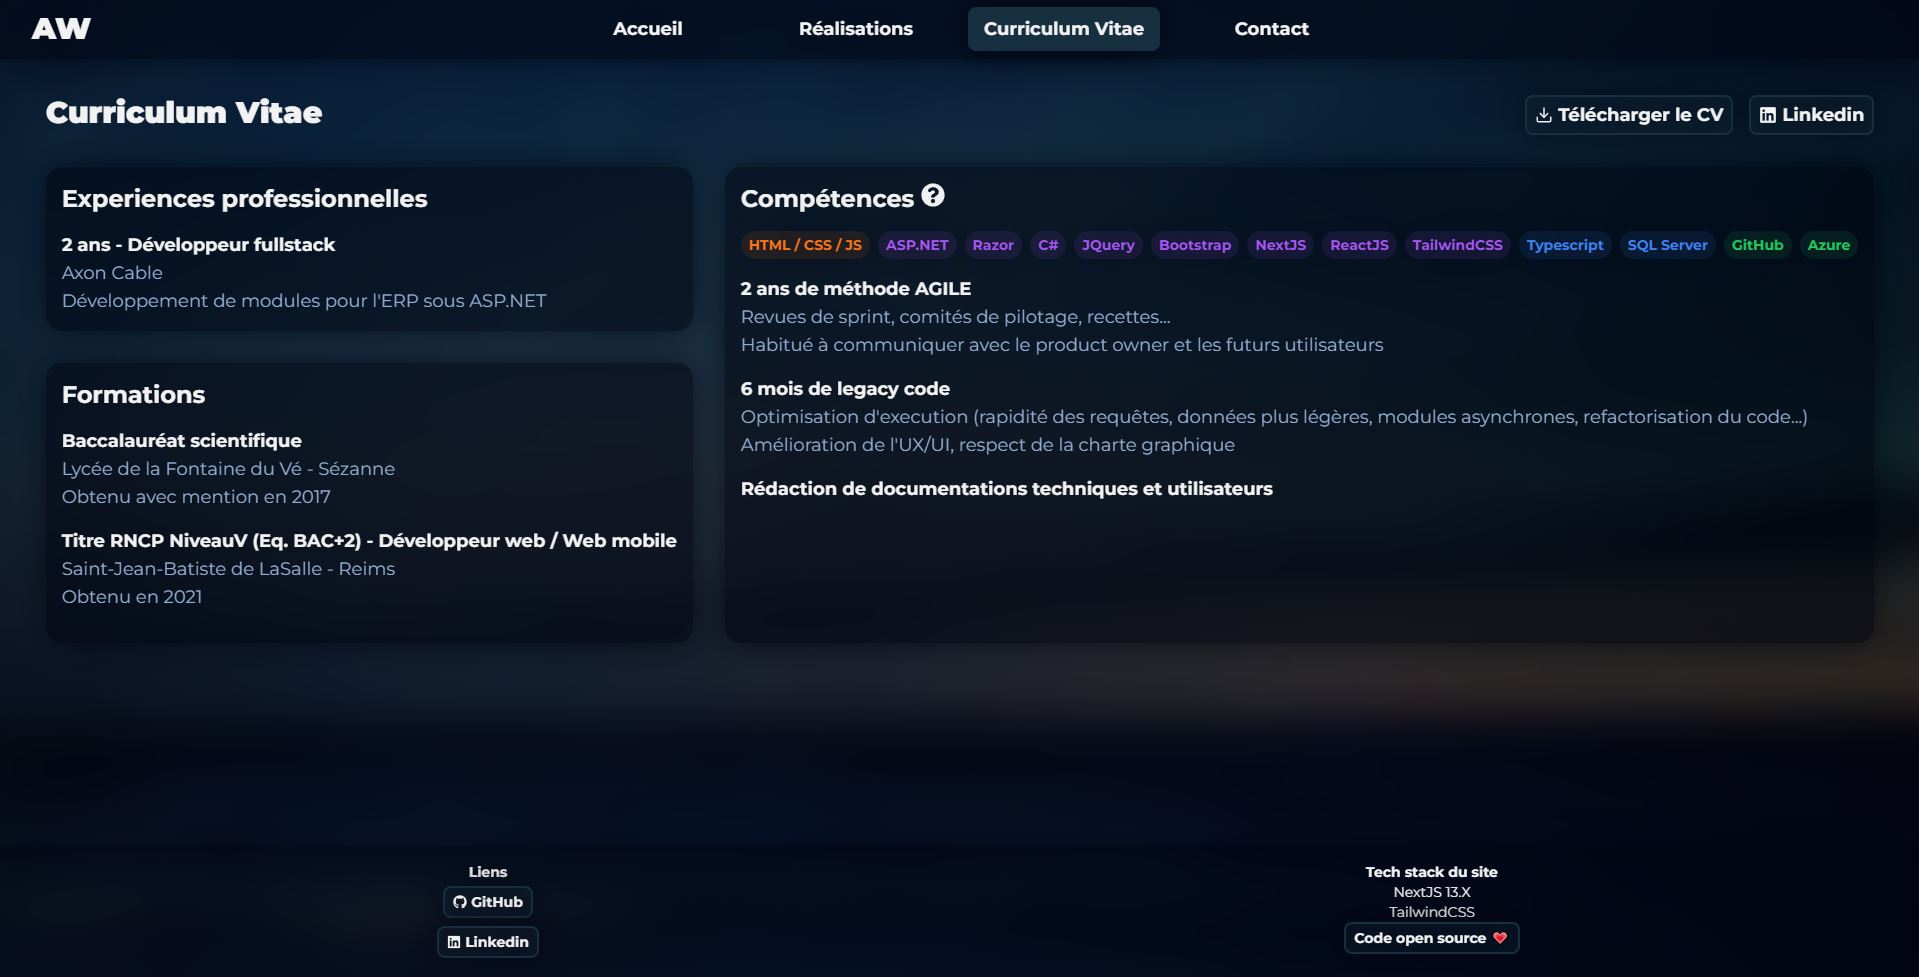 AW
Accueil
Réalisations
Curriculum Vitae
Contact
Curriculum Vitae
Télécharger le CV
Linkedin
Experiences professionnelles
2 ans - Développeur fullstack
Axon Cable
Développement de modules pour l'ERP sous ASP.NET
Formations
Baccalauréat scientifique
Lycée de la Fontaine du Vé - Sézanne
Obtenu avec mention en 2017
Titre RNCP NiveauV (Eq. BAC+2) - Développeur web / Web mobile
Saint-Jean-Batiste de LaSalle - Reims
Obtenu en 2021
Compétences ?
HTML / CSS / JS ASP.NET Razor C# JQuery Bootstrap NextJS ReactJS TailwindCSS Typescript SQL Server GitHub Azure
2 ans de méthode AGILE
Revues de sprint, comités de pilotage, recettes...
Habitué à communiquer avec le product owner et les futurs utilisateurs
6 mois de legacy code
Optimisation d'execution (rapidité des requêtes, données plus légères, modules asynchrones, refactorisation du code...)
Amélioration de l'UX/UI, respect de la charte graphique
Rédaction de documentations techniques et utilisateurs
Liens
GitHub
Linkedin
Tech stack du site
NextJS 13.X
TailwindCSS
Code open source ❤️